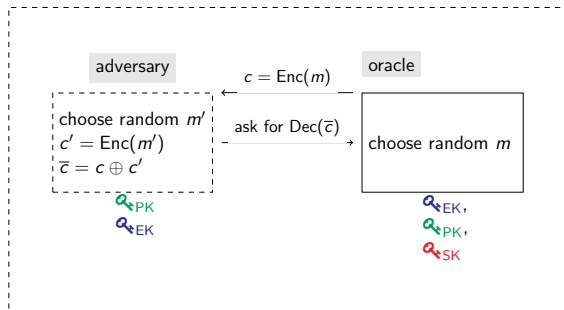 adversary
oracle
c = Enc(m)
choose random m′
c′ = Enc(m′)
c̅ = c ⊕ c′
ask for Dec(c̅)
choose random m
PK
EK
EK,
PK,
SK